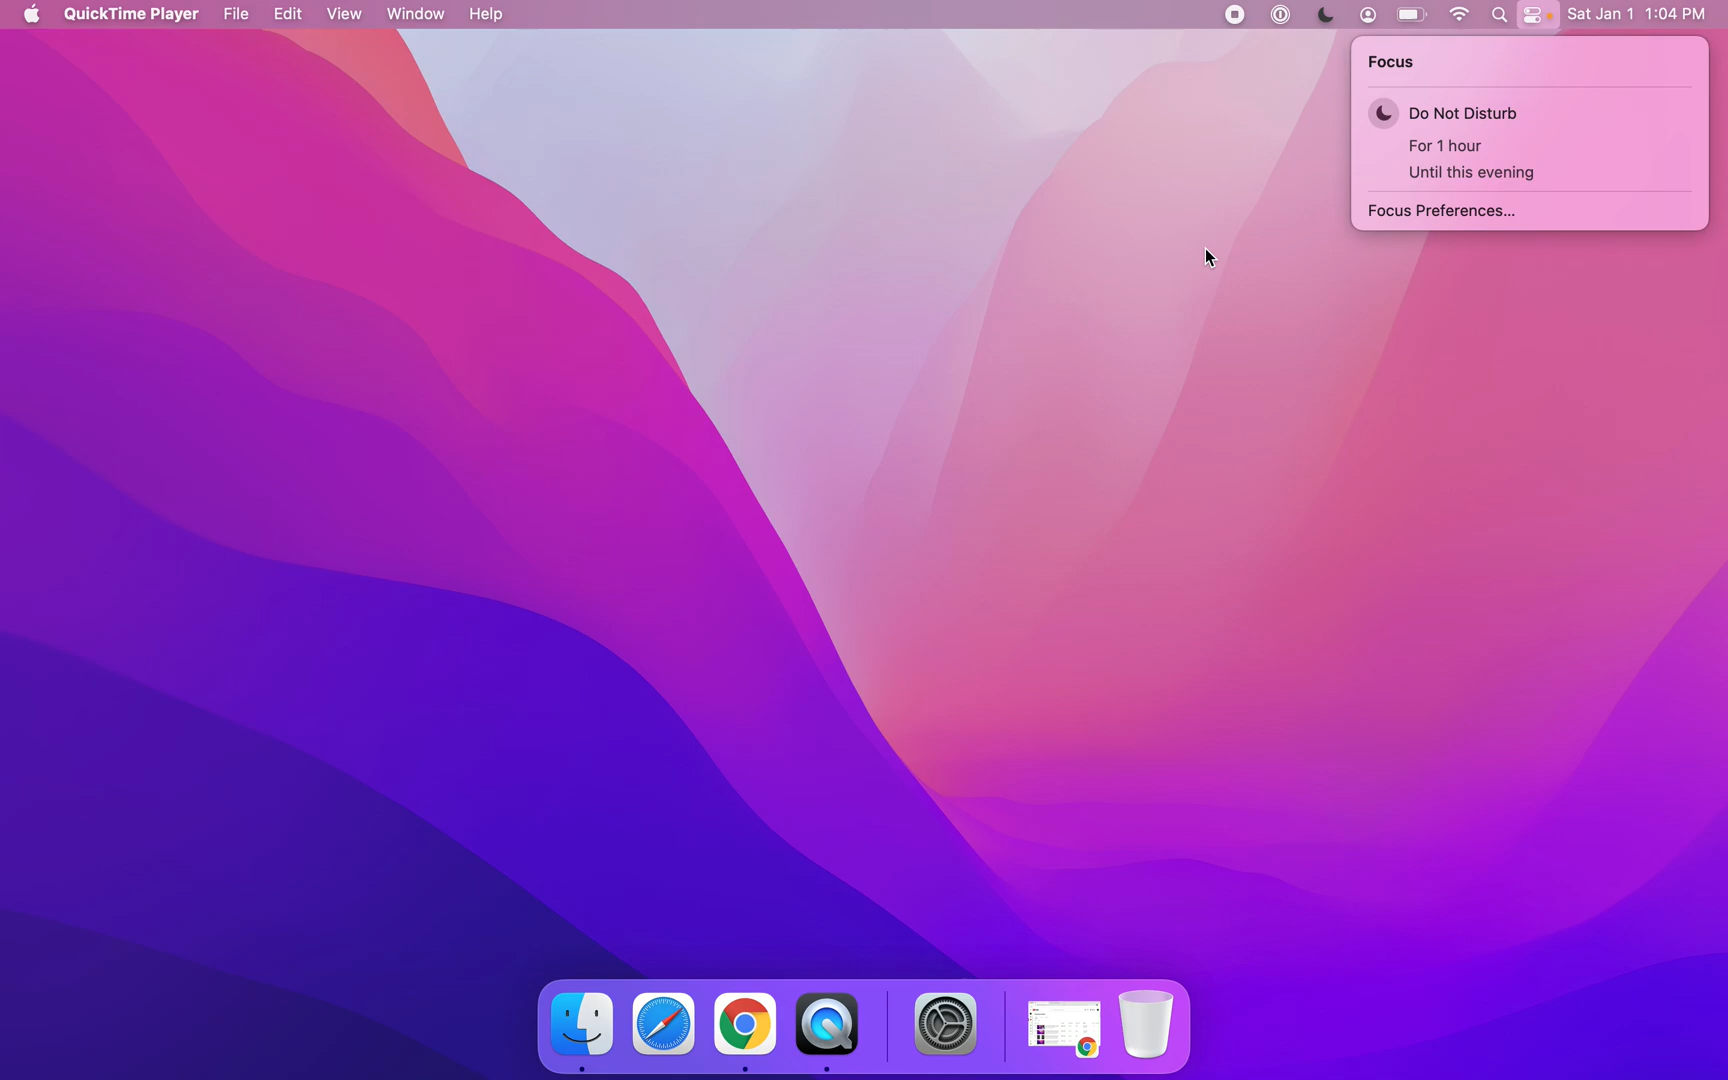 QuickTime Player File Edit View Window Help Sat Jan 1 1:04 PM
Focus
Do Not Disturb
For 1 hour
Until this evening
Focus Preferences...